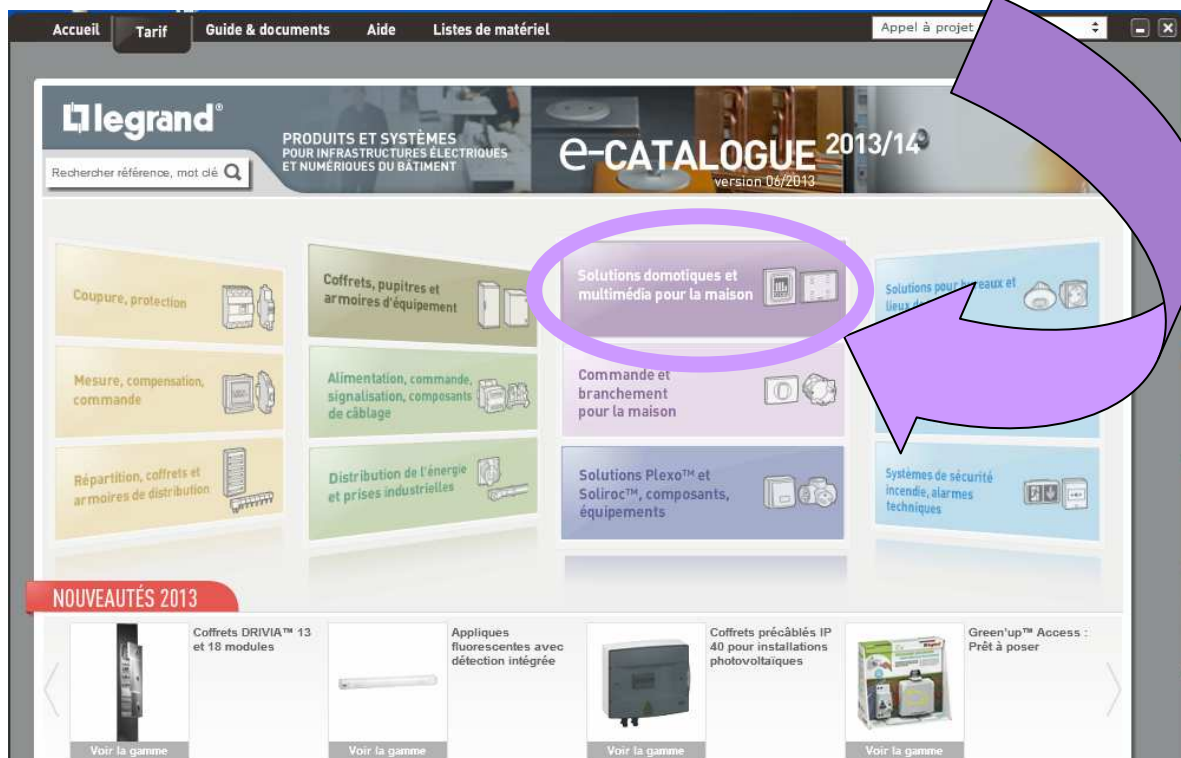 Accueil Tarif Guide & documents Aide Listes de matériel Appel à projet
legrand®
PRODUITS ET SYSTÈMES
POUR INFRASTRUCTURES ÉLECTRIQUES
ET NUMÉRIQUES DU BÂTIMENT
e-CATALOGUE 2013/14
version 06/2013
Rechercher référence, mot clé
Coupure, protection
Coffrets, pupitres et
armoires d'équipement
Solutions domotiques et
multimédia pour la maison
Solutions pour bureaux et
lieux
Mesure, compensation,
commande
Alimentation, commande,
signalisation, composants
de câblage
Commande et
branchement
pour la maison
Répartition, coffrets et
armoires de distribution
Distribution de l'énergie
et prises industrielles
Solutions Plexo™ et
Soliroc™, composants,
équipements
Systèmes de sécurité
incendie, alarmes
techniques
NOUVEAUTÉS 2013
Coffrets DRIVIA™ 13
et 18 modules
Voir la gamme
Appliques
fluorescentes avec
détection intégrée
Voir la gamme
Coffrets précâblés IP
40 pour installations
photovoltaïques
Voir la gamme
Green'up™ Access :
Prêt à poser
Voir la gamme